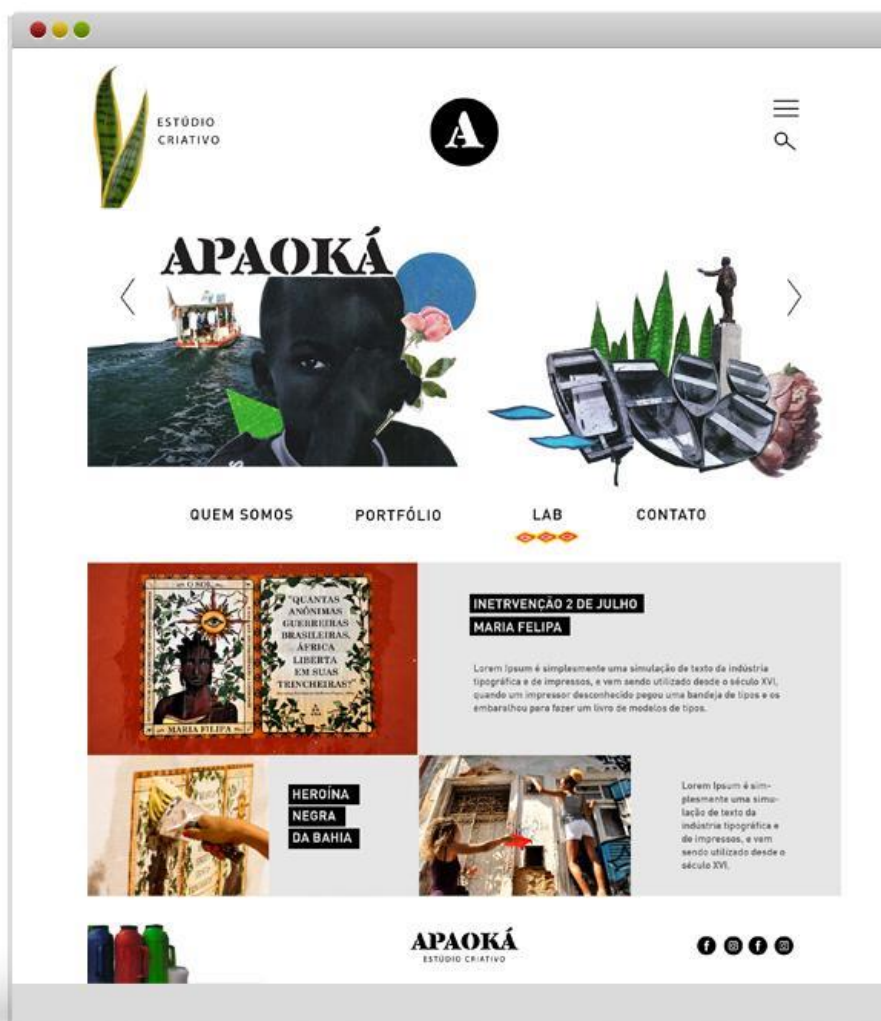 ESTÚDIO
CRIATIVO
A
APAOKÁ
QUEM SOMOS
PORTFÓLIO
LAB
CONTATO
O SOL
MARIA FILIPA
"QUANTAS
ANÔNIMAS
GUERREIRAS
BRASILEIRAS,
ÁFRICA
LIBERTA
EM SUAS
TRINCHEIRAS?"
INETRVENÇÃO 2 DE JULHO
MARIA FELIPA
Lorem Ipsum é simplesmente uma simulação de texto da indústria
tipográfica e de impressos, e vem sendo utilizado desde o século XVI,
quando um impressor desconhecido pegou uma bandeja de tipos e os
embaralhou para fazer um livro de modelos de tipos.
HEROÍNA
NEGRA
DA BAHIA
Lorem Ipsum é sim-
plesmente uma simu-
lação de texto da
indústria tipográfica e
de impressos, e vem
sendo utilizado desde o
século XVI,
APAOKÁ
ESTÚDIO CRIATIVO